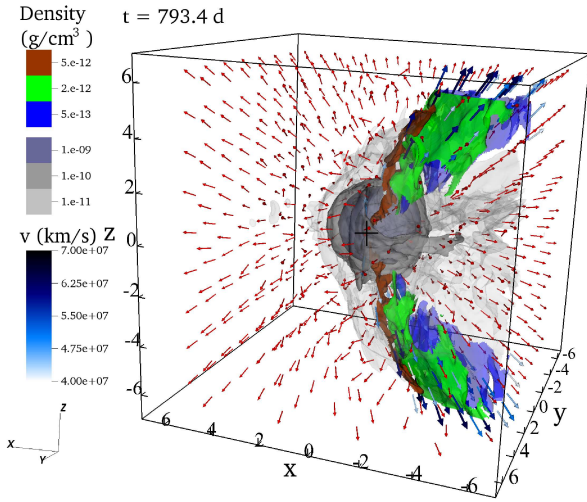 Density
(g/cm³)
t = 793.4 d
5.e-12
2.e-12
5.e-13
1.e-09
1.e-10
1.e-11
v (km/s)
7.00e+07
6.25e+07
5.50e+07
4.75e+07
4.00e+07
z
6
4
2
0
-2
-4
-6
x
6
4
2
0
-2
-4
-6
y
-6
-4
-2
0
2
4
6
Z
X
Y